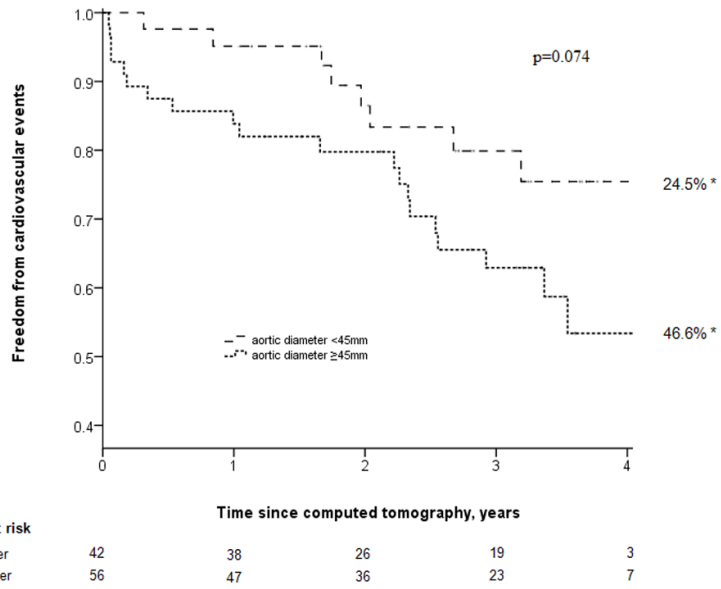 1.0
p=0.074
0.9
0.8
24.5% *
0.7
0.6
46.6% *
0.5
0.4
Freedom from cardiovascular events
aortic diameter <45mm
aortic diameter ≥45mm
0 1 2 3 4
Time since computed tomography, years
risk
er 42 38 26 19 3
er 56 47 36 23 7